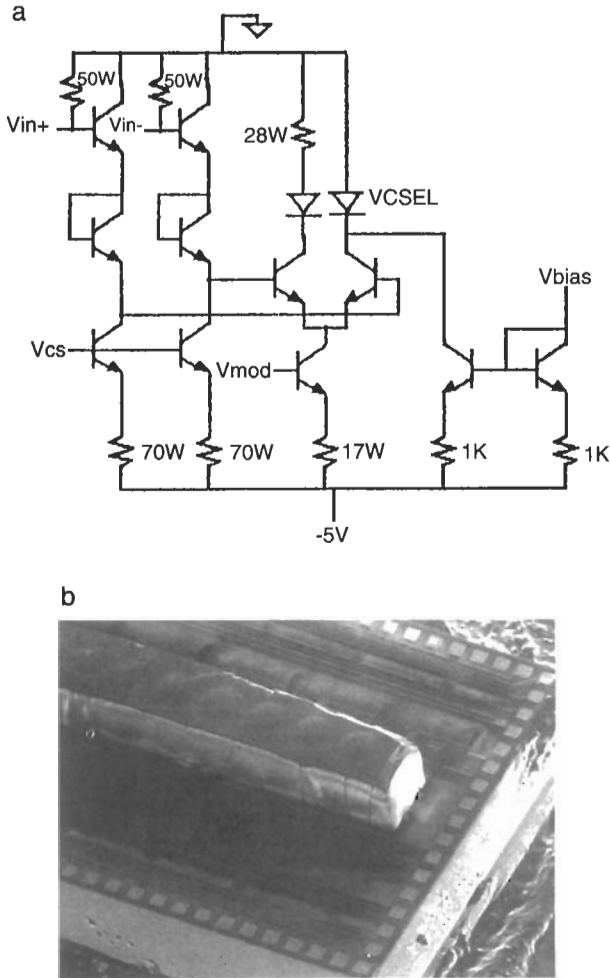 a
50W
50W
Vin+
Vin-
28W
VCSEL
Vbias
Vcs
Vmod
70W
70W
17W
1K
1K
-5V
b